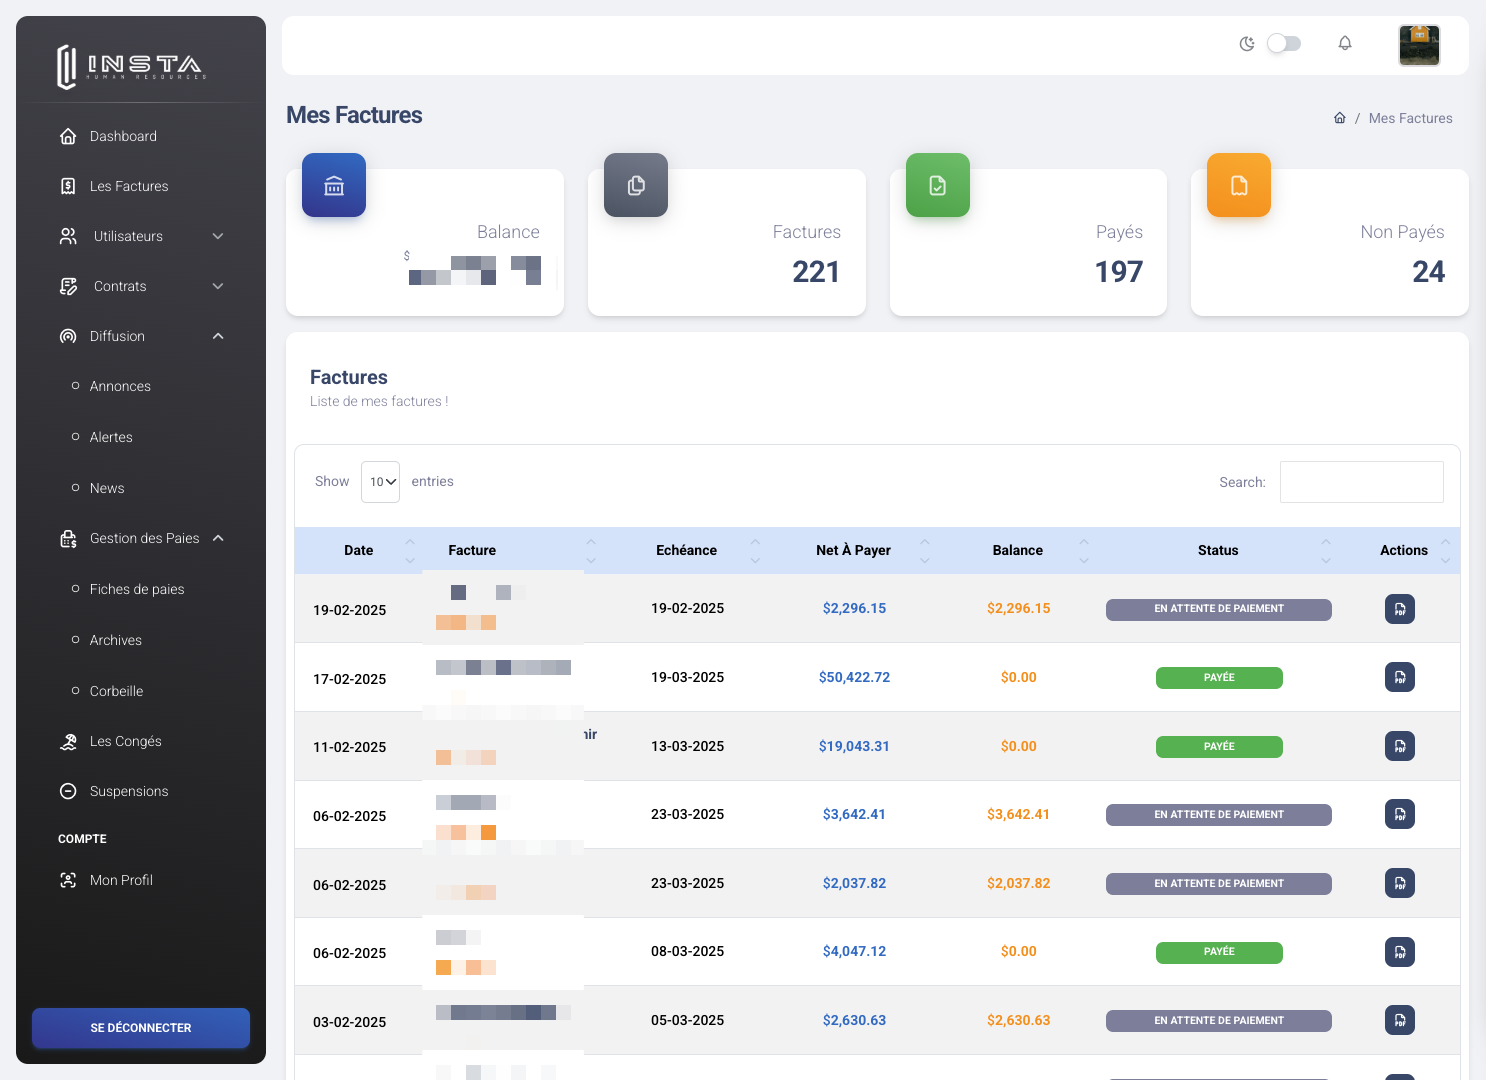 INSTA
HUMAN RESOURCES
Dashboard
Les Factures
Utilisateurs
Contrats
Diffusion
Annonces
Alertes
News
Gestion des Paies
Fiches de paies
Archives
Corbeille
Les Congés
Suspensions
COMPTE
Mon Profil
SE DÉCONNECTER
Mes Factures
/ Mes Factures
Balance
$
Factures
221
Payés
197
Non Payés
24
Factures
Liste de mes factures !
Show 10 entries
Search:
Date Facture Echéance Net À Payer Balance Status Actions
19-02-2025 19-02-2025 $2,296.15 $2,296.15 EN ATTENTE DE PAIEMENT PDF
17-02-2025 19-03-2025 $50,422.72 $0.00 PAYÉE PDF
11-02-2025 13-03-2025 $19,043.31 $0.00 PAYÉE PDF
06-02-2025 23-03-2025 $3,642.41 $3,642.41 EN ATTENTE DE PAIEMENT PDF
06-02-2025 23-03-2025 $2,037.82 $2,037.82 EN ATTENTE DE PAIEMENT PDF
06-02-2025 08-03-2025 $4,047.12 $0.00 PAYÉE PDF
03-02-2025 05-03-2025 $2,630.63 $2,630.63 EN ATTENTE DE PAIEMENT PDF